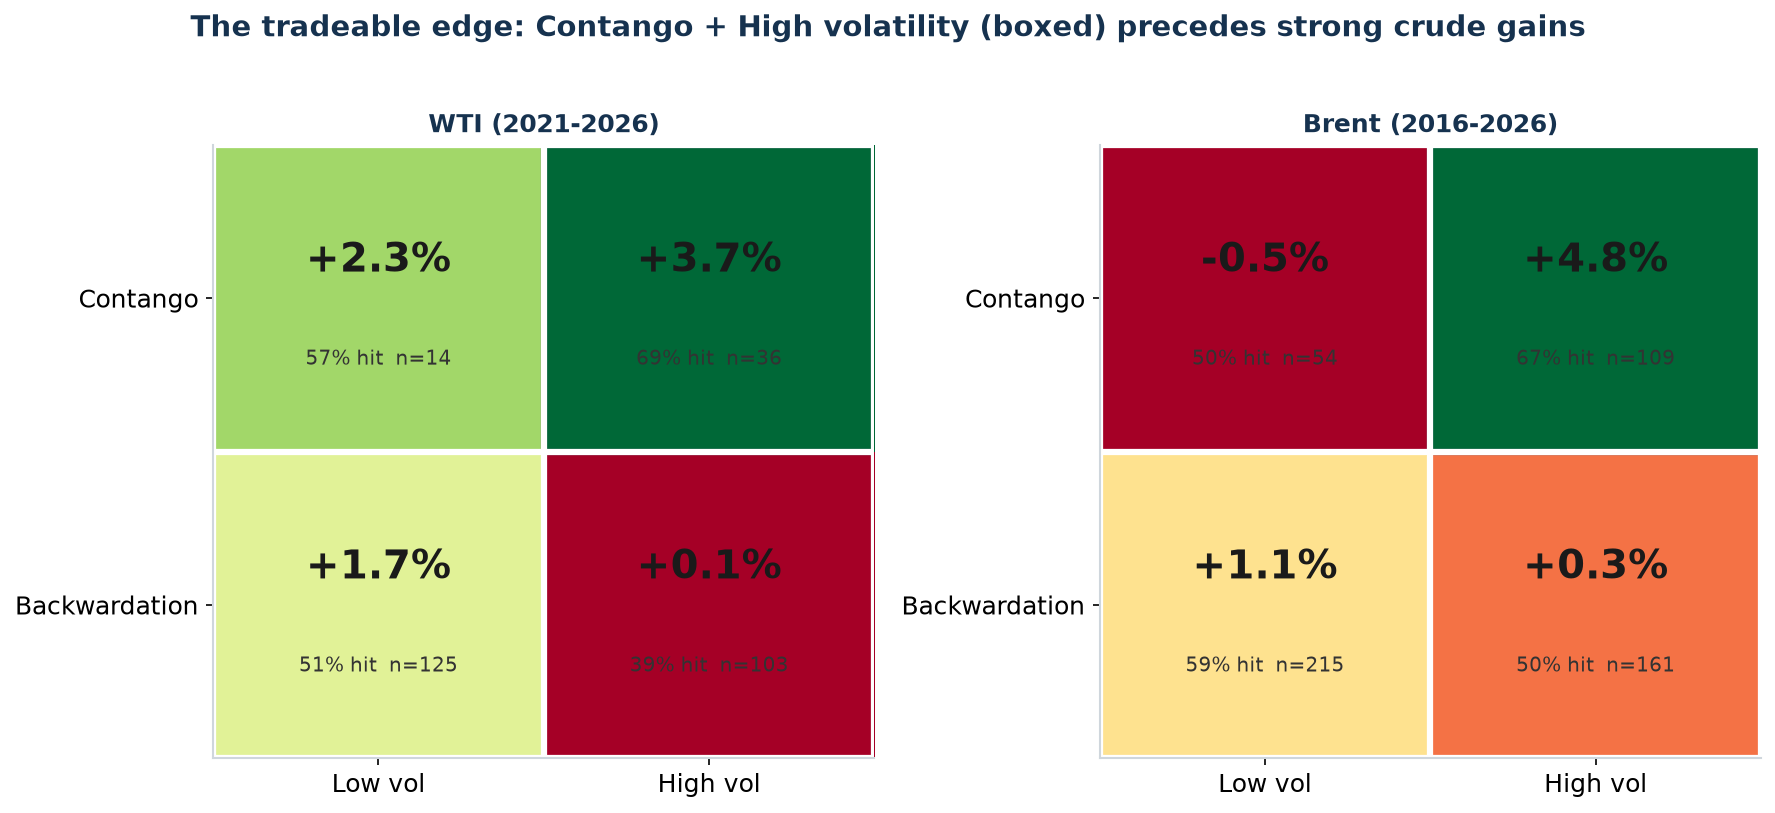 The tradeable edge: Contango + High volatility (boxed) precedes strong crude gains
WTI (2021-2026)
Contango
+2.3%
57% hit  n=14
+3.7%
69% hit  n=36
Backwardation
+1.7%
51% hit  n=125
+0.1%
39% hit  n=103
Low vol
High vol
Brent (2016-2026)
Contango
-0.5%
50% hit  n=54
+4.8%
67% hit  n=109
Backwardation
+1.1%
59% hit  n=215
+0.3%
50% hit  n=161
Low vol
High vol